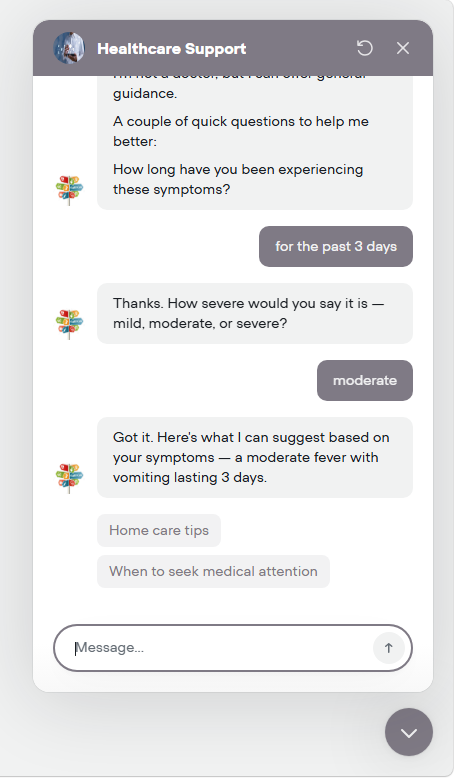 Healthcare Support
I'm not a doctor, but I can offer general
guidance.
A couple of quick questions to help me
better:
How long have you been experiencing
these symptoms?
for the past 3 days
Thanks. How severe would you say it is —
mild, moderate, or severe?
moderate
Got it. Here's what I can suggest based on
your symptoms — a moderate fever with
vomiting lasting 3 days.
Home care tips
When to seek medical attention
Message...